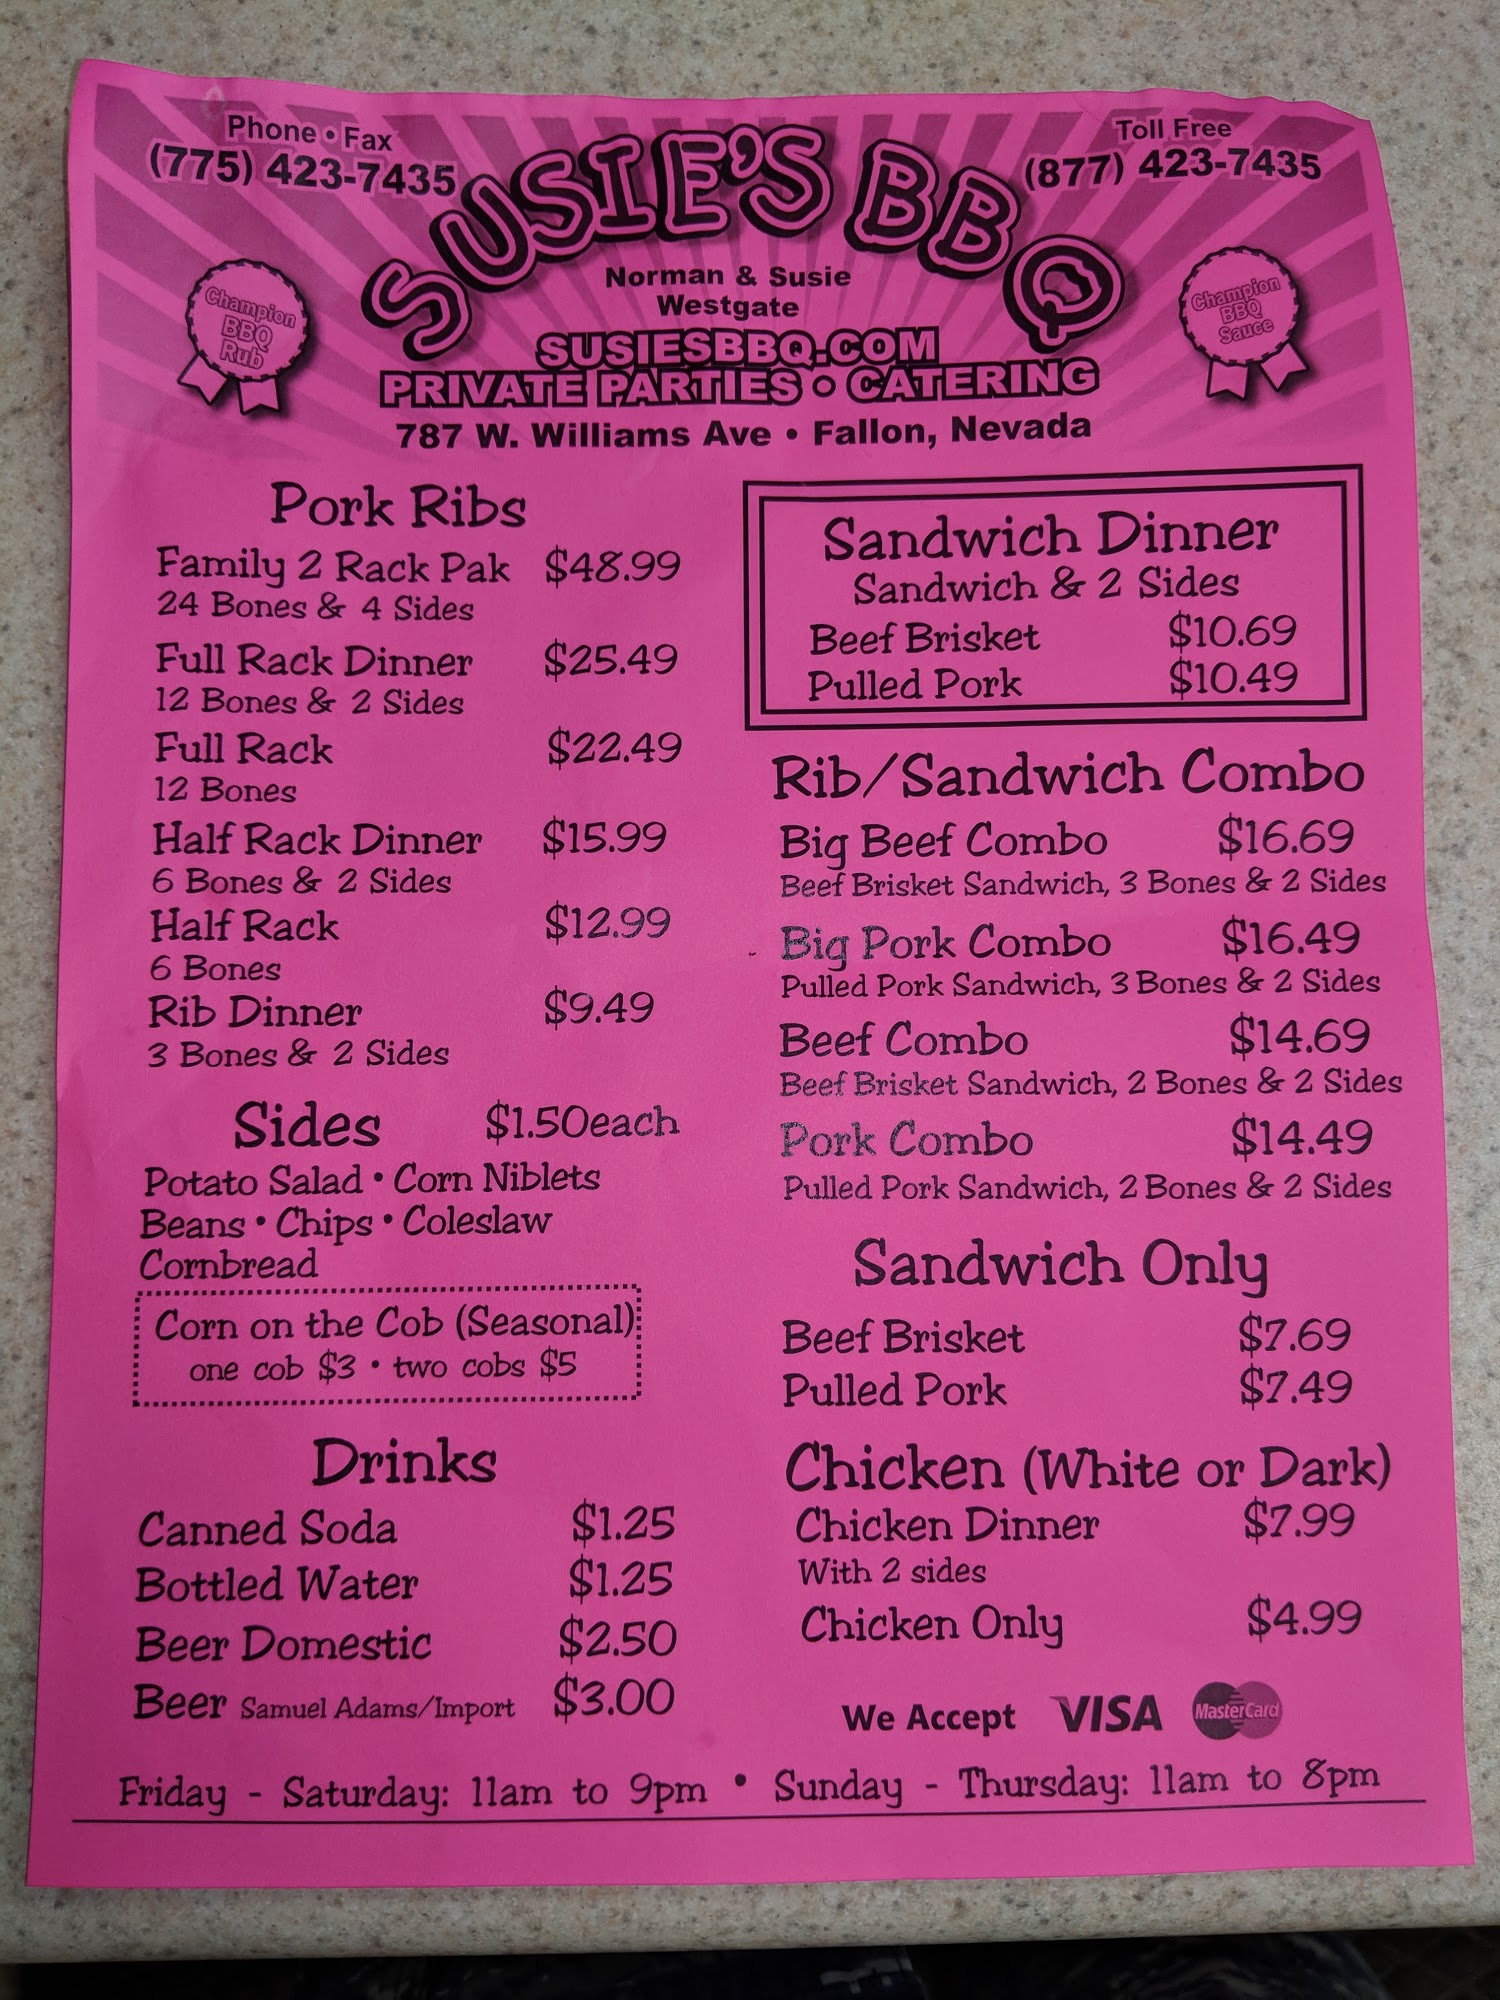 Phone • Fax
(775) 423-7435
Toll Free
(877) 423-7435
SUSIE'S BBQ
Norman & Susie
Westgate
SUSIESBBQ.COM
PRIVATE PARTIES • CATERING
787 W. Williams Ave • Fallon, Nevada
Champion
BBQ
Rub
Champion
BBQ
Sauce
Pork Ribs
Family 2 Rack Pak $48.99
24 Bones & 4 Sides
Full Rack Dinner $25.49
12 Bones & 2 Sides
Full Rack $22.49
12 Bones
Half Rack Dinner $15.99
6 Bones & 2 Sides
Half Rack $12.99
6 Bones
Rib Dinner $9.49
3 Bones & 2 Sides
Sides $1.50each
Potato Salad • Corn Niblets
Beans • Chips • Coleslaw
Cornbread
Corn on the Cob (Seasonal)
one cob $3 • two cobs $5
Drinks
Canned Soda $1.25
Bottled Water $1.25
Beer Domestic $2.50
Beer Samuel Adams/Import $3.00
Sandwich Dinner
Sandwich & 2 Sides
Beef Brisket $10.69
Pulled Pork $10.49
Rib/Sandwich Combo
Big Beef Combo $16.69
Beef Brisket Sandwich, 3 Bones & 2 Sides
Big Pork Combo $16.49
Pulled Pork Sandwich, 3 Bones & 2 Sides
Beef Combo $14.69
Beef Brisket Sandwich, 2 Bones & 2 Sides
Pork Combo $14.49
Pulled Pork Sandwich, 2 Bones & 2 Sides
Sandwich Only
Beef Brisket $7.69
Pulled Pork $7.49
Chicken (White or Dark)
Chicken Dinner $7.99
With 2 sides
Chicken Only $4.99
We Accept VISA MasterCard
Friday - Saturday: 11am to 9pm • Sunday - Thursday: 11am to 8pm